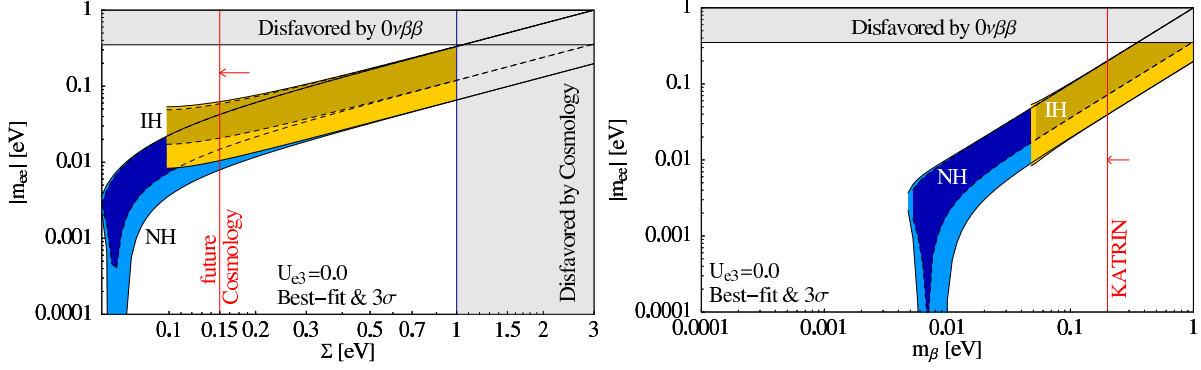 Disfavored by 0νββ
1
0.1
0.01
0.001
0.0001
|m_ee| [eV]
IH
NH
future
Cosmology
U_e3=0.0
Best−fit & 3σ
Disfavored by Cosmology
0.1 0.15 0.2 0.3 0.5 0.7 1 2 3
Σ [eV]
Disfavored by 0νββ
1
0.1
0.01
0.001
0.0001
|m_ee| [eV]
IH
NH
KATRIN
U_e3=0.0
Best−fit & 3σ
0.0001 0.001 0.01 0.1 1
m_β [eV]